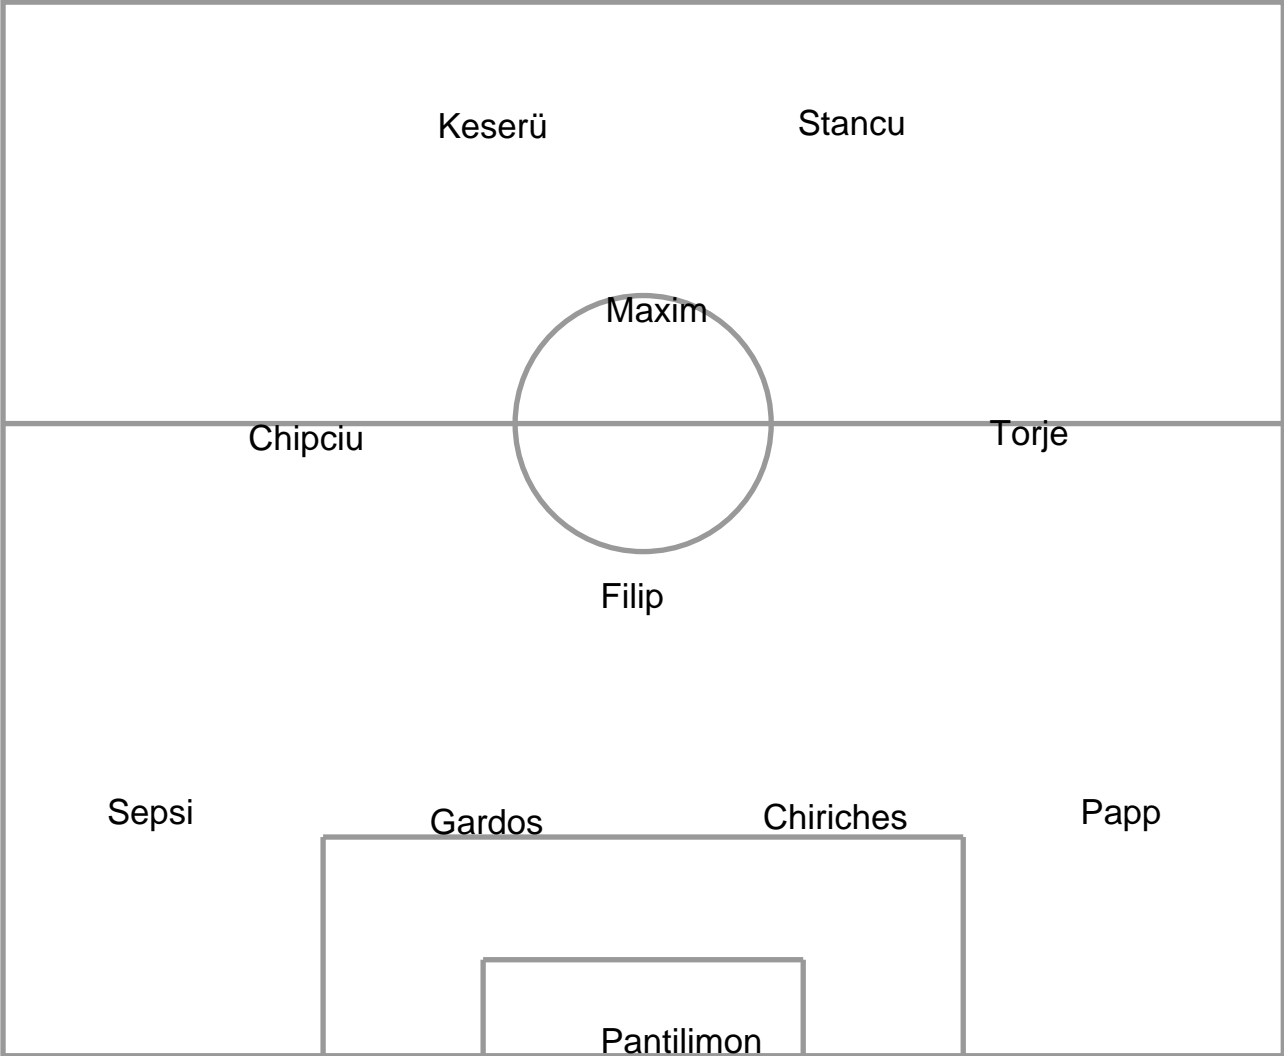 Keserü
Stancu
Maxim
Chipciu
Torje
Filip
Sepsi
Gardos
Chiriches
Papp
Pantilimon